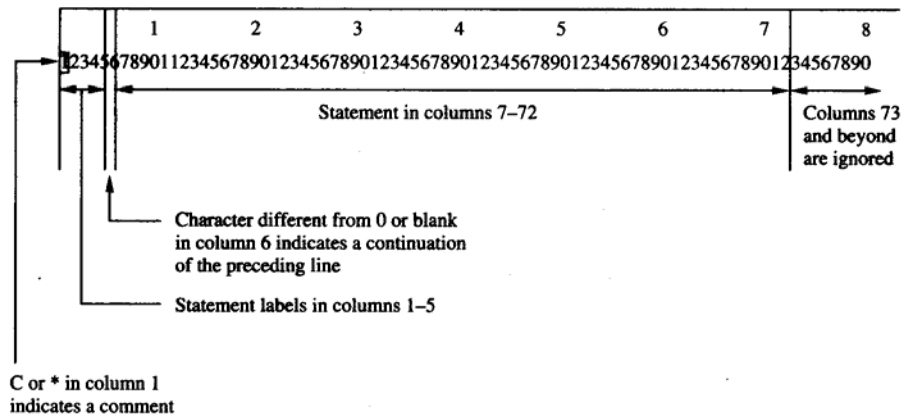 1 2 3 4 5 6 7 8
123456789011234567890123456789012345678901234567890123456789012345678901234567890
Statement in columns 7–72
Columns 73
and beyond
are ignored
Character different from 0 or blank
in column 6 indicates a continuation
of the preceding line
Statement labels in columns 1–5
C or * in column 1
indicates a comment